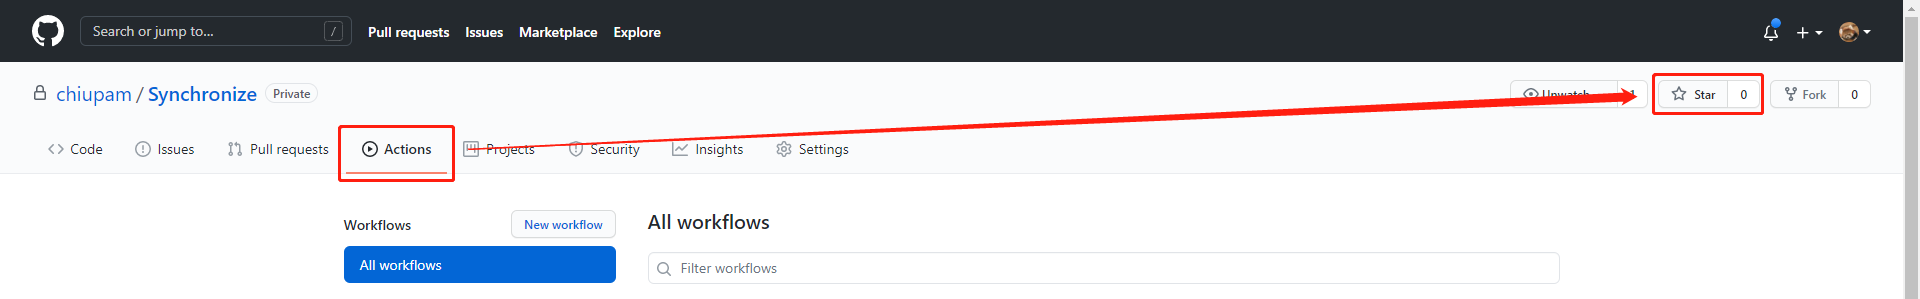 Search or jump to... /
Pull requests Issues Marketplace Explore
chiupam / Synchronize Private
Unwatch 1
Star 0
Fork 0
Code Issues Pull requests Actions Projects Security Insights Settings
Workflows New workflow
All workflows
All workflows
Filter workflows